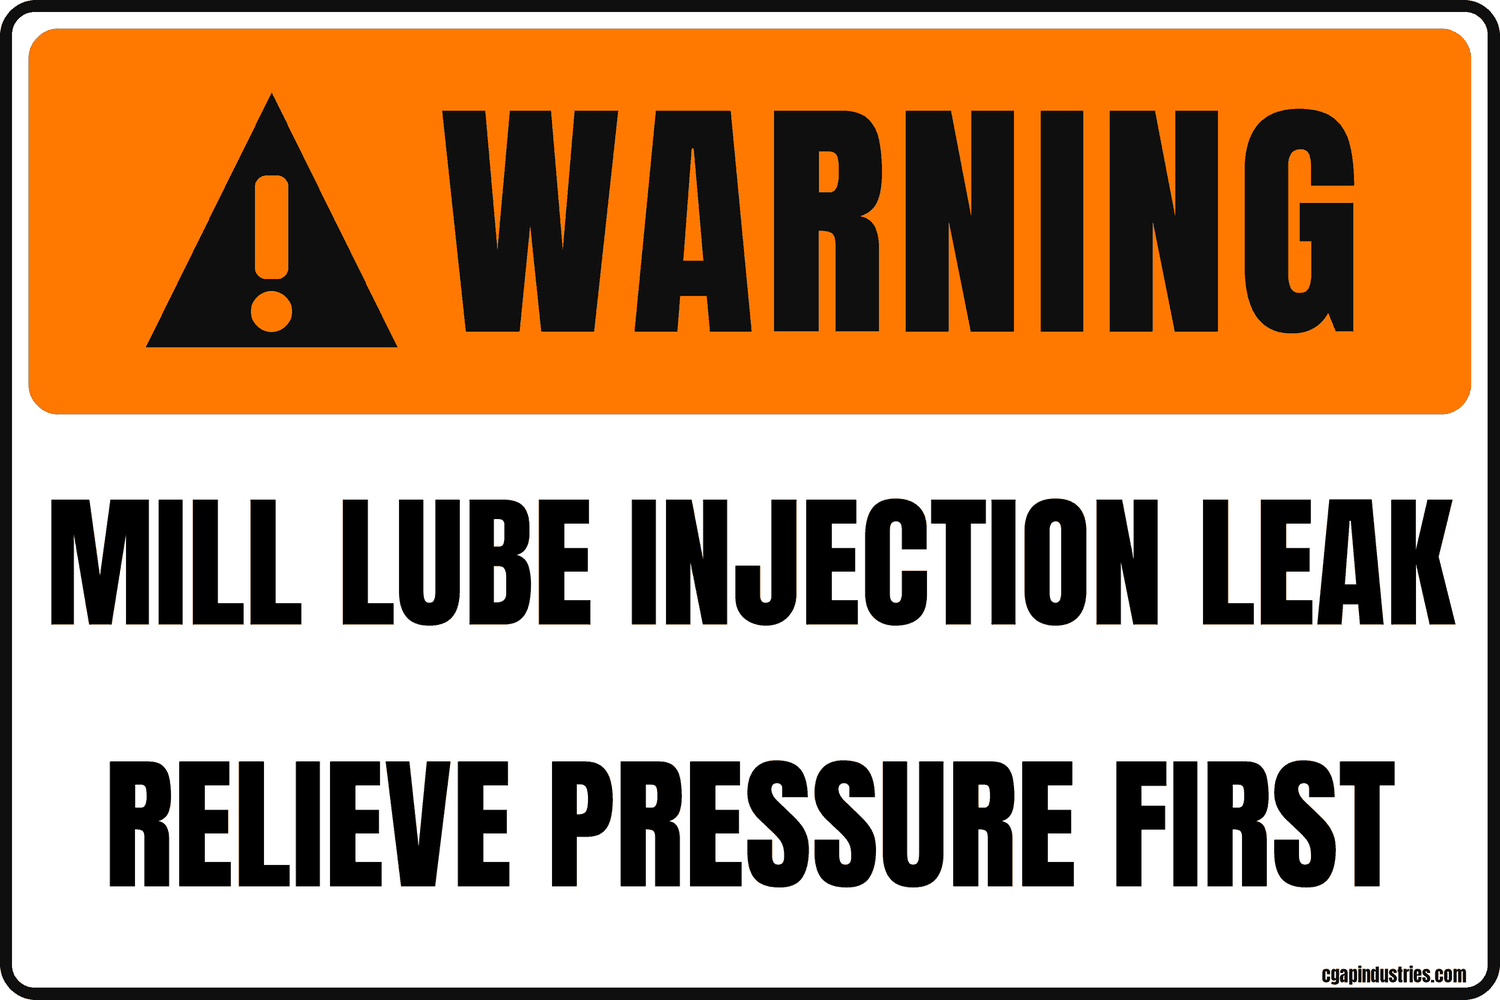 WARNING
MILL LUBE INJECTION LEAK
RELIEVE PRESSURE FIRST
cgapindustries.com